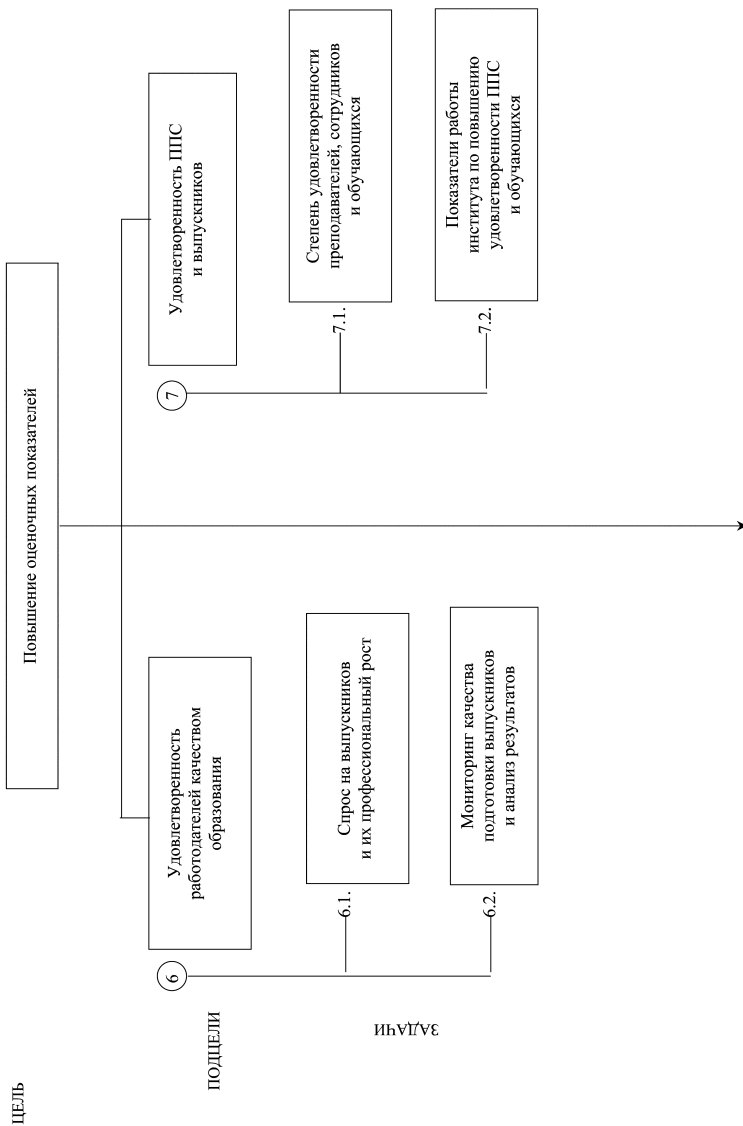 ЦЕЛЬ
Повышение оценочных показателей
ПОДЦЕЛИ
6
Удовлетворенность
работодателей качеством
образования
7
Удовлетворенность ППС
и выпускников
ЗАДАЧИ
6.1.
Спрос на выпускников
и их профессиональный рост
6.2.
Мониторинг качества
подготовки выпускников
и анализ результатов
7.1.
Степень удовлетворенности
преподавателей, сотрудников
и обучающихся
7.2.
Показатели работы
института по повышению
удовлетворенности ППС
и обучающихся